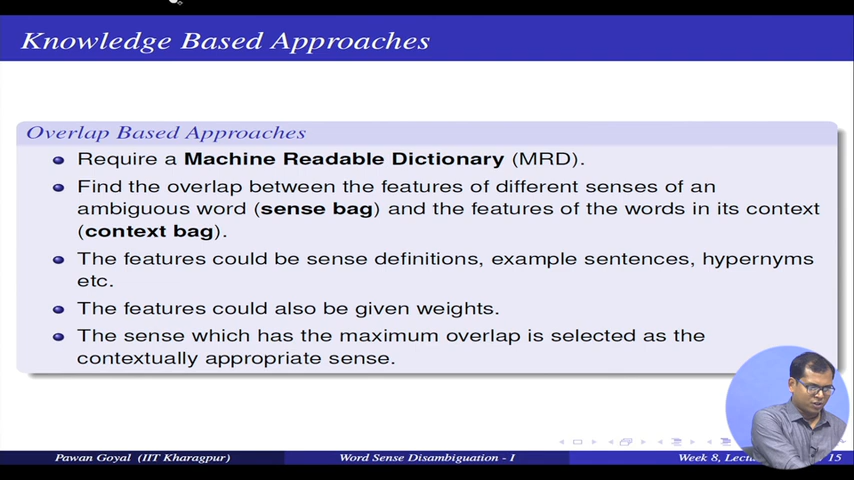 Knowledge Based Approaches
Overlap Based Approaches
Require a Machine Readable Dictionary (MRD).
Find the overlap between the features of different senses of an
ambiguous word (sense bag) and the features of the words in its context
(context bag).
The features could be sense definitions, example sentences, hypernyms
etc.
The features could also be given weights.
The sense which has the maximum overlap is selected as the
contextually appropriate sense.
Pawan Goyal (IIT Kharagpur)
Word Sense Disambiguation - I
Week 8, 15